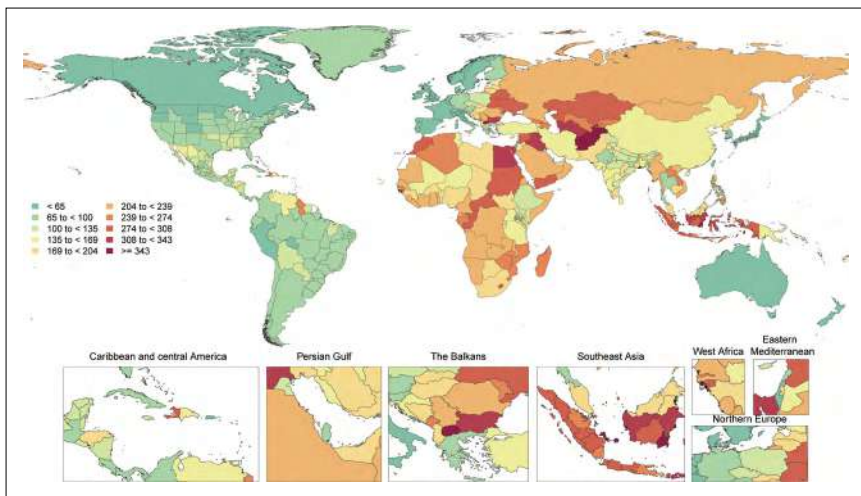 < 65
65 to < 100
100 to < 135
135 to < 169
169 to < 204
204 to < 239
239 to < 274
274 to < 308
308 to < 343
>= 343
Caribbean and central America
Persian Gulf
The Balkans
Southeast Asia
West Africa
Eastern
Mediterranean
Northern Europe